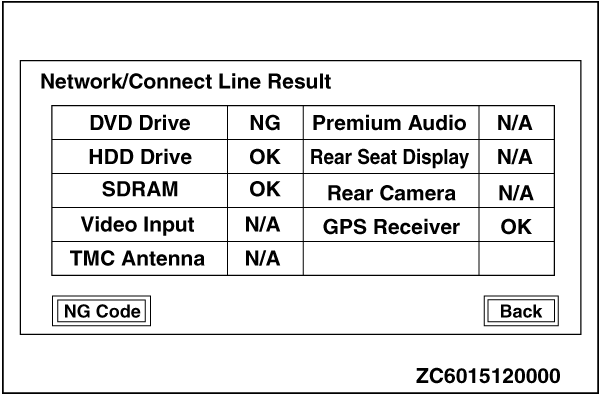 Network/Connect Line Result
DVD Drive NG Premium Audio N/A
HDD Drive OK Rear Seat Display N/A
SDRAM OK Rear Camera N/A
Video Input N/A GPS Receiver OK
TMC Antenna N/A
NG Code Back
ZC6015120000